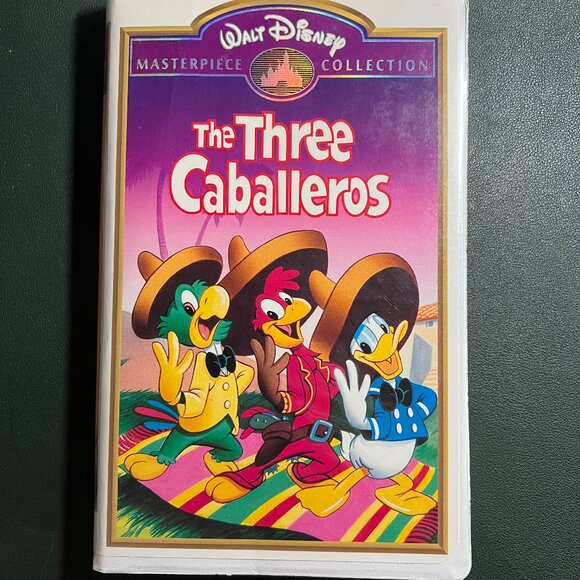 Walt Disney
MASTERPIECE COLLECTION
The Three
Caballeros